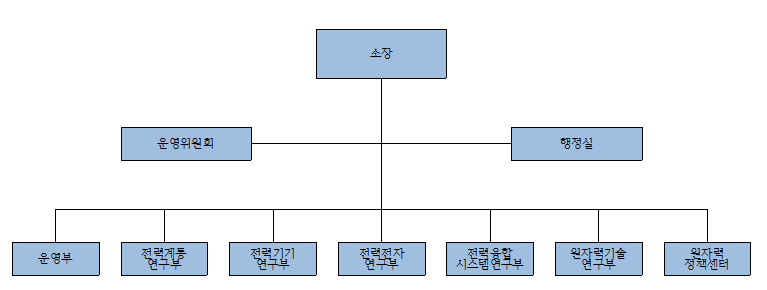 소장
운영위원회
행정실
운영부
전력계통
연구부
전력기기
연구부
전력전자
연구부
전력융합
시스템연구부
원자력기술
연구부
원자력
정책센터